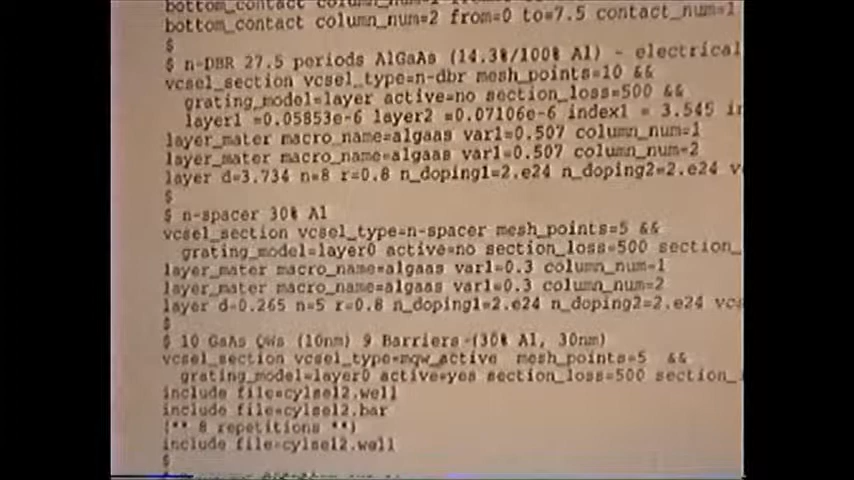 bottom_contact column_num=2 from=0 to=7.5 contact_num=1
$
$ n-DBR 27.5 periods AlGaAs (14.3%/100% Al) - electrical
vcsel_section vcsel_type=n-dbr mesh_points=10 &&
grating_model=layer active=no section_loss=500 &&
layer1 =0.05853e-6 layer2 =0.07106e-6 index1 = 3.545 in
layer_mater macro_name=algaas var1=0.507 column_num=1
layer_mater macro_name=algaas var1=0.507 column_num=2
layer d=3.734 n=8 r=0.8 n_doping1=2.e24 n_doping2=2.e24 v
$
$ n-spacer 30% Al
vcsel_section vcsel_type=n-spacer mesh_points=5 &&
grating_model=layer0 active=no section_loss=500 section_
layer_mater macro_name=algaas var1=0.3 column_num=1
layer_mater macro_name=algaas var1=0.3 column_num=2
layer d=0.265 n=5 r=0.8 n_doping1=2.e24 n_doping2=2.e24 vcs
$
$ 10 GaAs QWs (10nm) 9 Barriers (30% Al, 30nm)
vcsel_section vcsel_type=mqw_active mesh_points=5 &&
grating_model=layer0 active=yes section_loss=500 section_
include file=cylsel2.well
include file=cylsel2.bar
(** 8 repetitions **)
include file=cylsel2.well
$